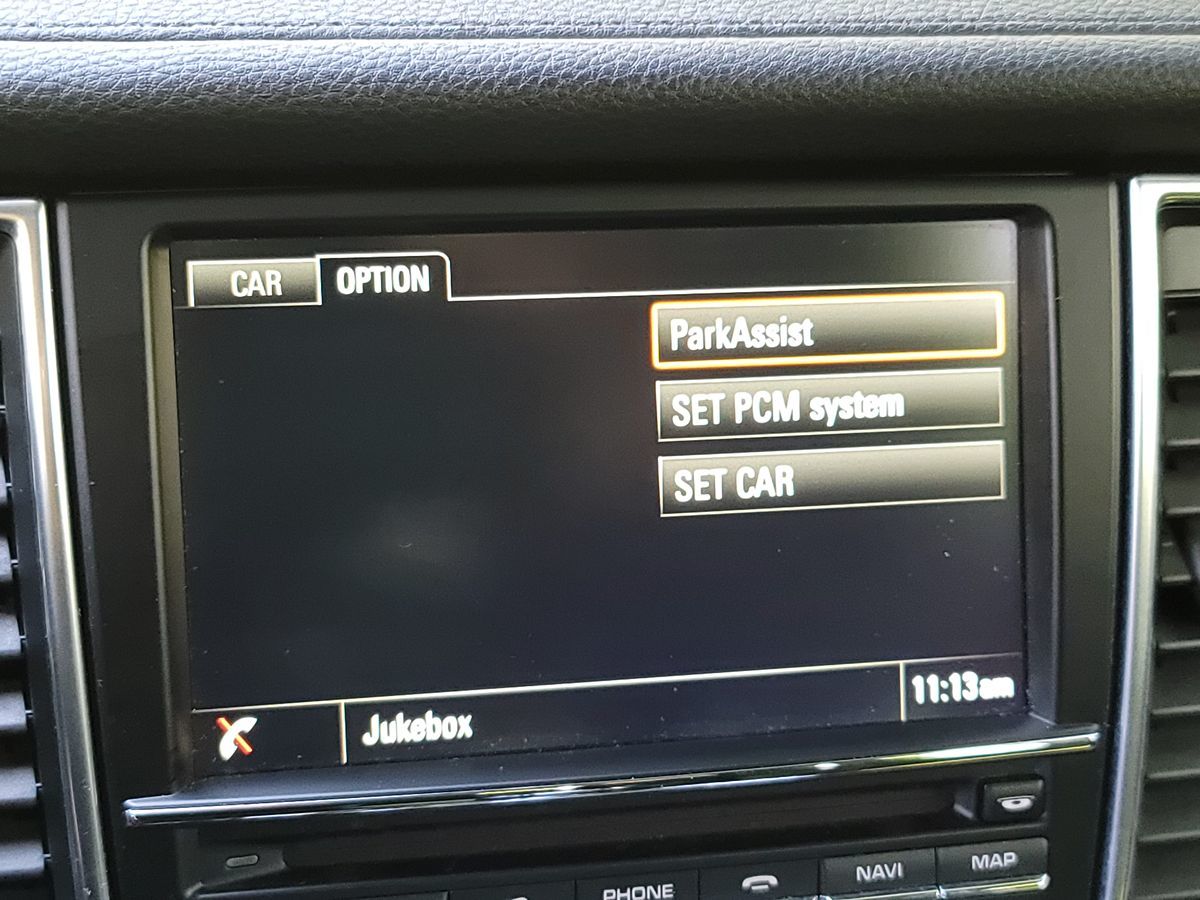 CAR
OPTION
ParkAssist
SET PCM system
SET CAR
Jukebox
11:13am
PHONE
NAVI
MAP